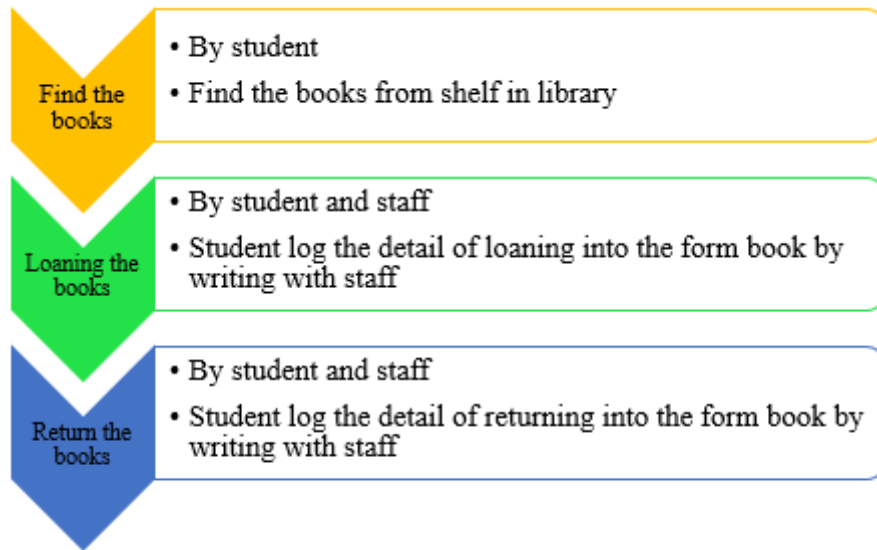 Find the
books
• By student
• Find the books from shelf in library
Loaning the
books
• By student and staff
• Student log the detail of loaning into the form book by
writing with staff
Return the
books
• By student and staff
• Student log the detail of returning into the form book by
writing with staff